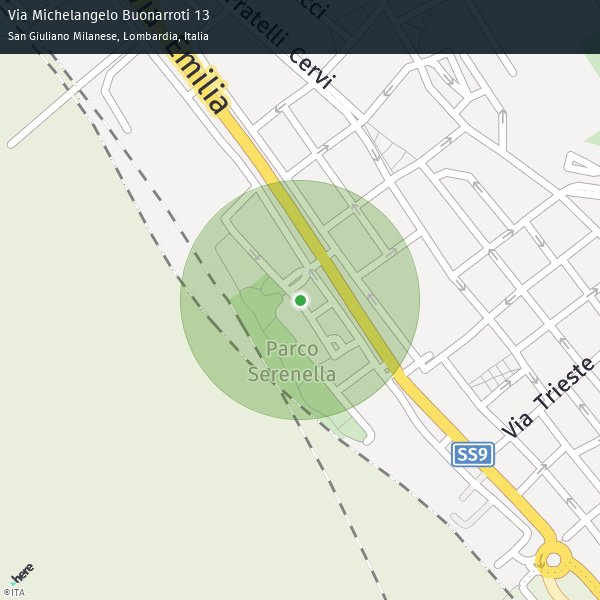 Via Michelangelo Buonarroti 13
San Giuliano Milanese, Lombardia, Italia
Via Emilia
Fratelli Cervi
Parco
Serenella
Via Trieste
SS9
here
©ITA